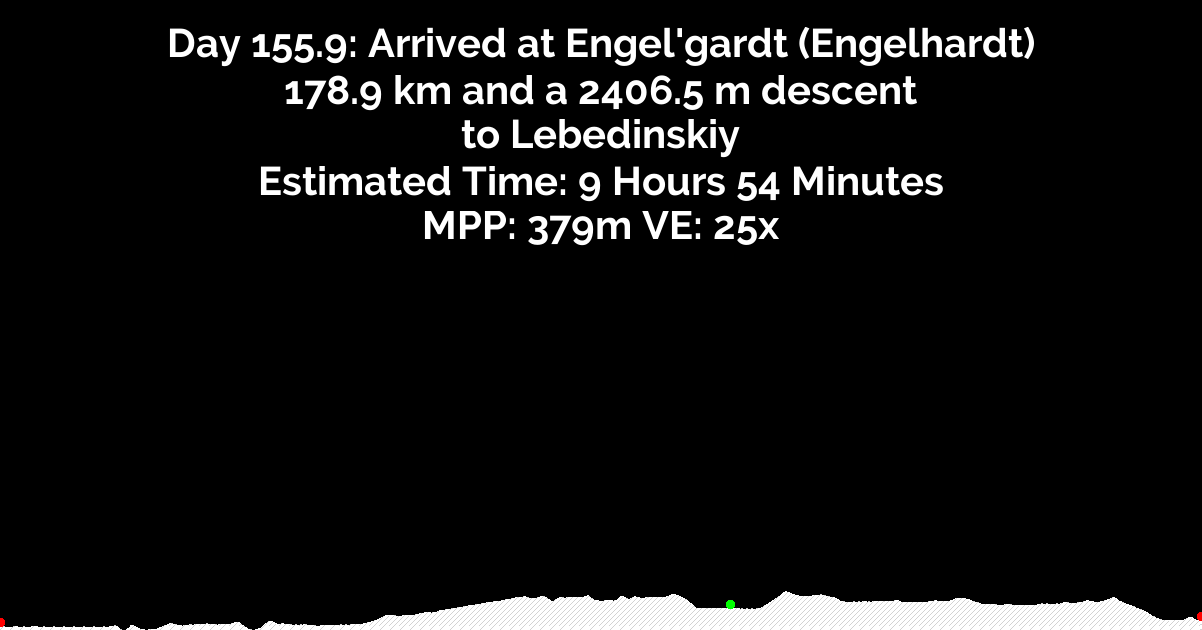 Day 155.9: Arrived at Engel'gardt (Engelhardt)
178.9 km and a 2406.5 m descent
to Lebedinskiy
Estimated Time: 9 Hours 54 Minutes
MPP: 379m VE: 25x